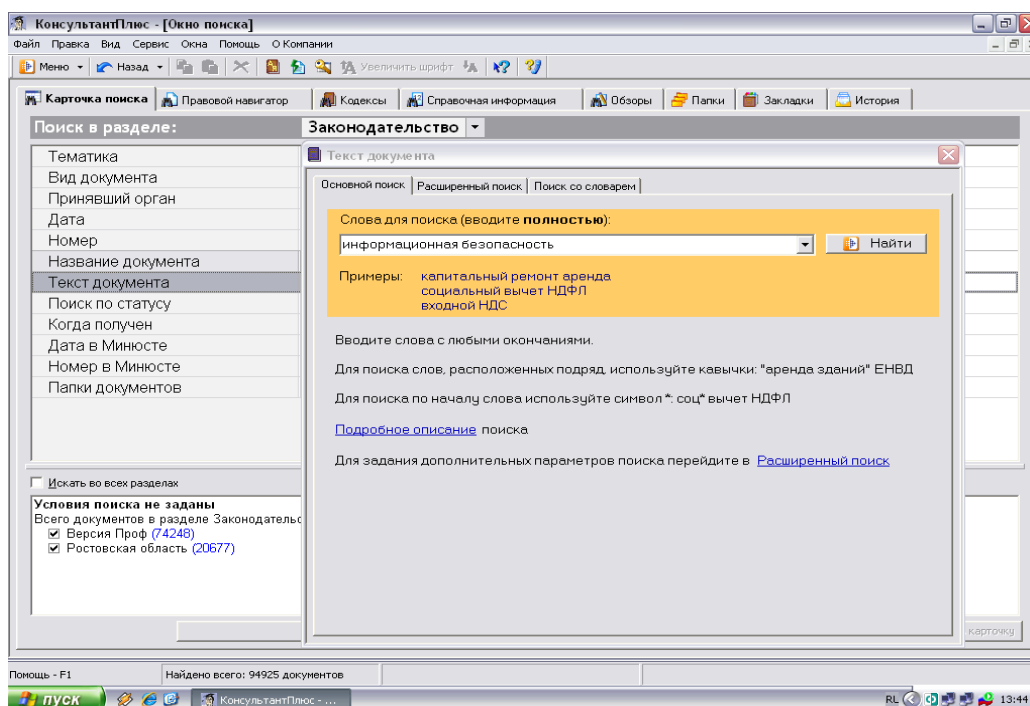 КонсультантПлюс - [Окно поиска]
Файл Правка Вид Сервис Окна Помощь О Компании
Меню Назад Увеличить шрифт
Карточка поиска Правовой навигатор Кодексы Справочная информация Обзоры Папки Закладки История
Поиск в разделе: Законодательство
Тематика
Вид документа
Принявший орган
Дата
Номер
Название документа
Текст документа
Поиск по статусу
Когда получен
Дата в Минюсте
Номер в Минюсте
Папки документов
Искать во всех разделах
Условия поиска не заданы
Всего документов в разделе Законодательс
Версия Проф (74248)
Ростовская область (20677)
Текст документа
Основной поиск Расширенный поиск Поиск со словарем
Слова для поиска (вводите полностью):
информационная безопасность Найти
Примеры: капитальный ремонт аренда
социальный вычет НДФЛ
входной НДС
Вводите слова с любыми окончаниями.
Для поиска слов, расположенных подряд, используйте кавычки: "аренда зданий" ЕНВД
Для поиска по началу слова используйте символ *: соц* вычет НДФЛ
Подробное описание поиска
Для задания дополнительных параметров поиска перейдите в Расширенный поиск
карточку
Помощь - F1 Найдено всего: 94925 документов
пуск КонсультантПлюс - ... RL 13:44